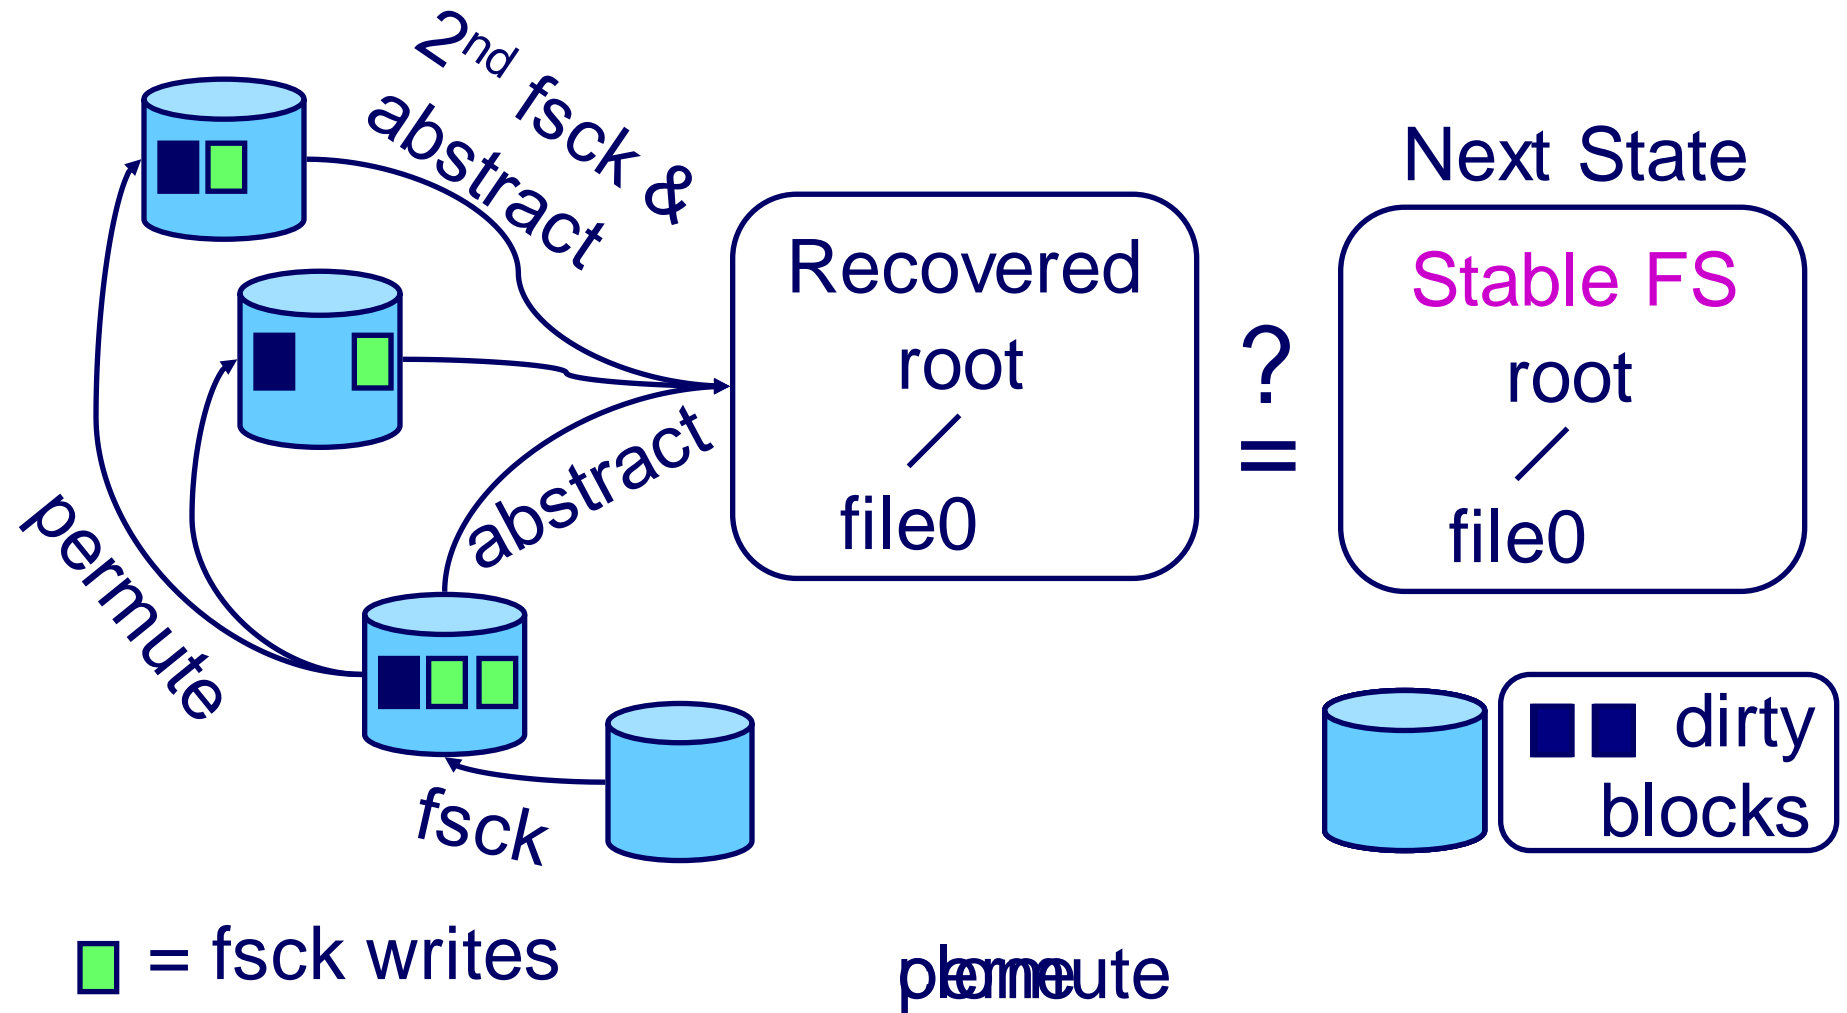 2nd fsck &
abstract
Next State
Recovered
Stable FS
root
root
?
=
file0
file0
abstract
permute
dirty
blocks
fsck
= fsck writes
permute